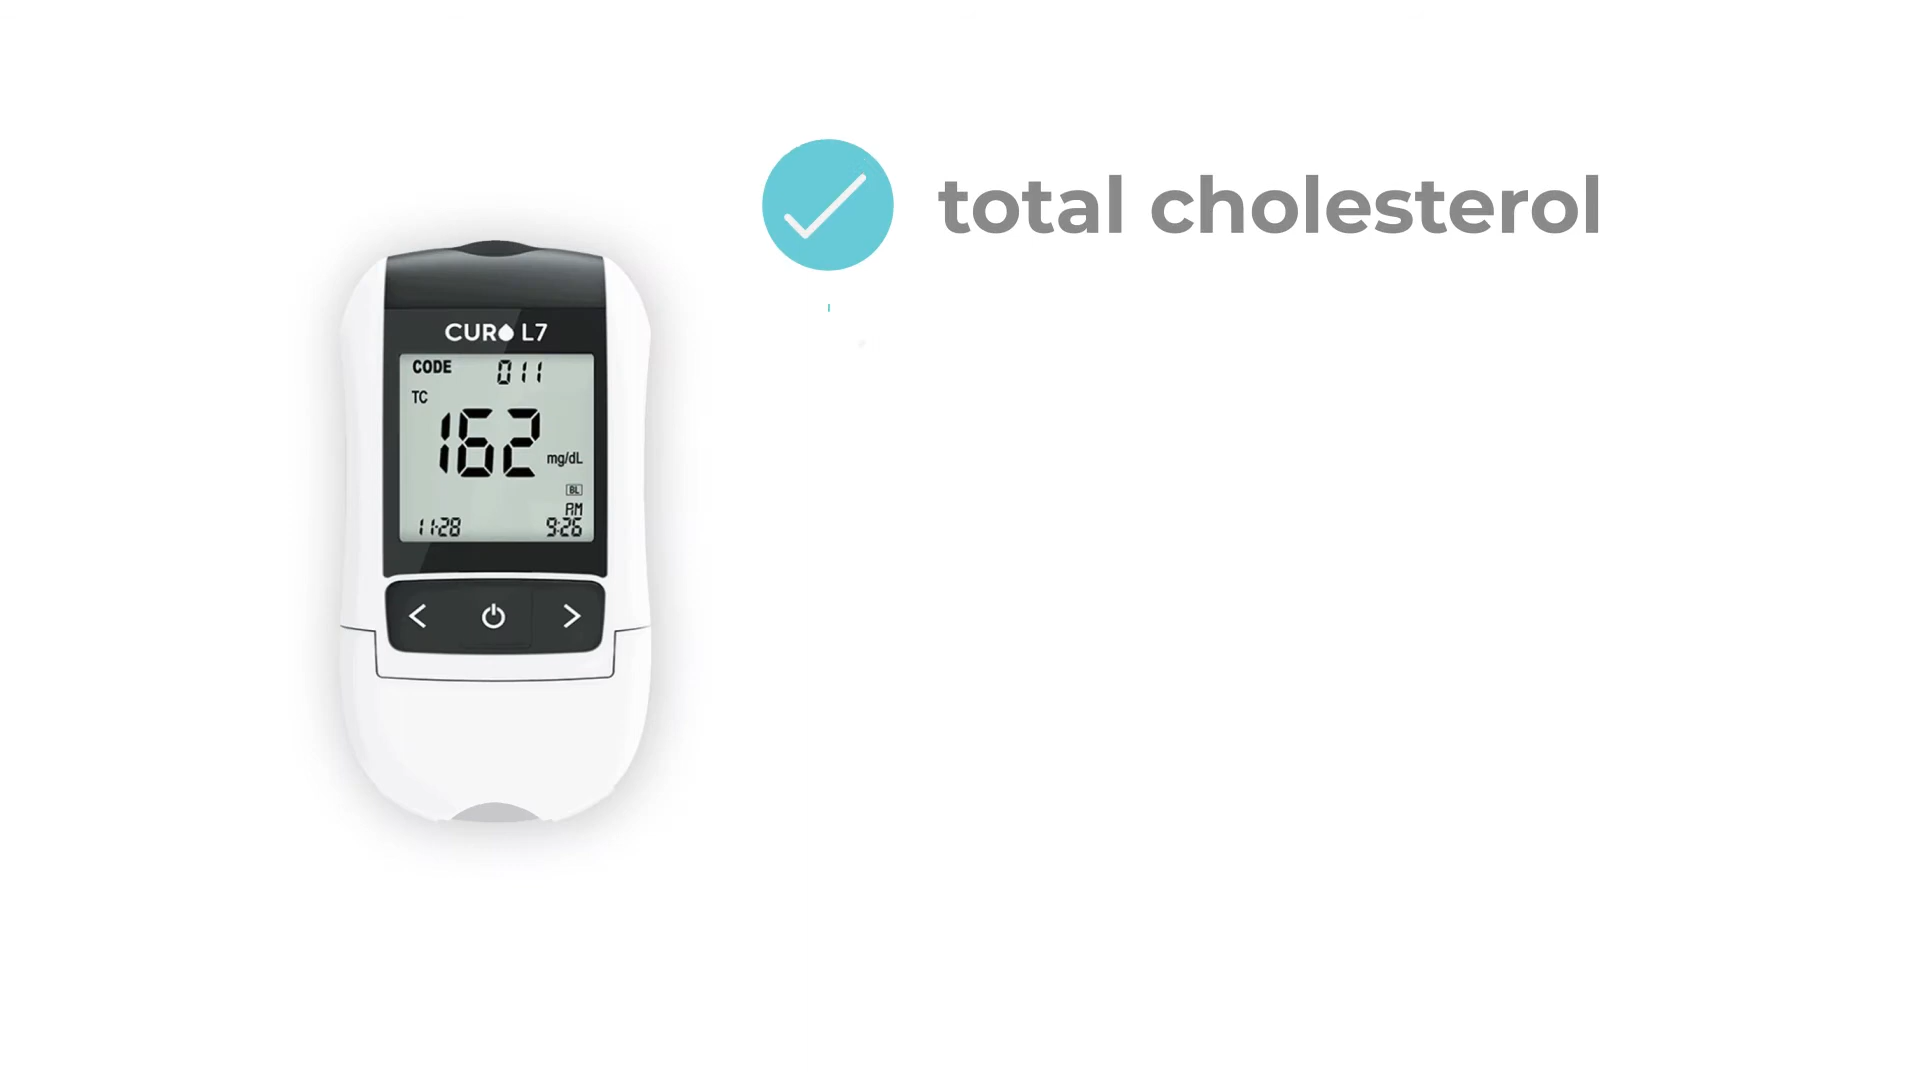 total cholesterol
CURO L7
CODE 011
TC
162 mg/dL
BL
AM
11-28 9:26